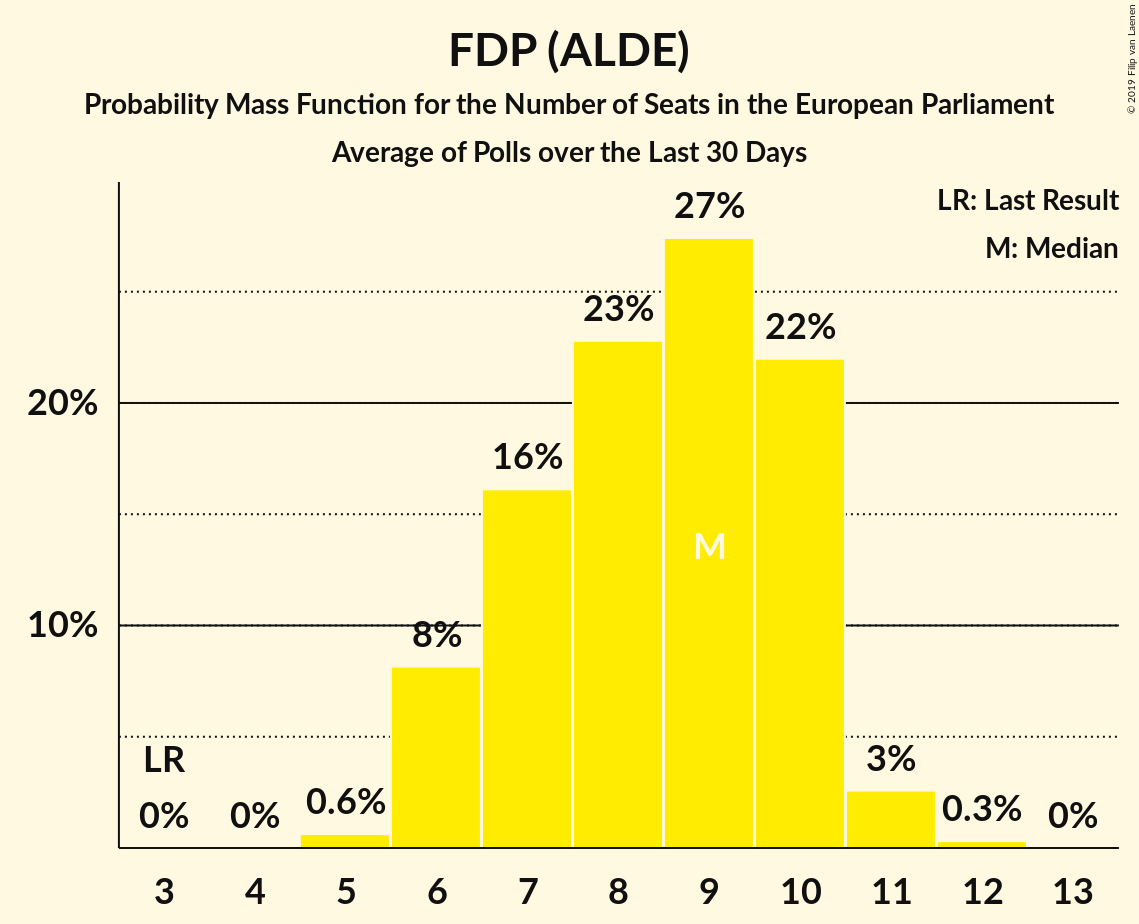 FDP (ALDE)
Probability Mass Function for the Number of Seats in the European Parliament
Average of Polls over the Last 30 Days
© 2019 Filip van Laenen
LR: Last Result
M: Median
27%
23%
22%
20%
16%
M
10%
8%
LR
3%
0%
0%
0.6%
0.3%
0%
3 4 5 6 7 8 9 10 11 12 13